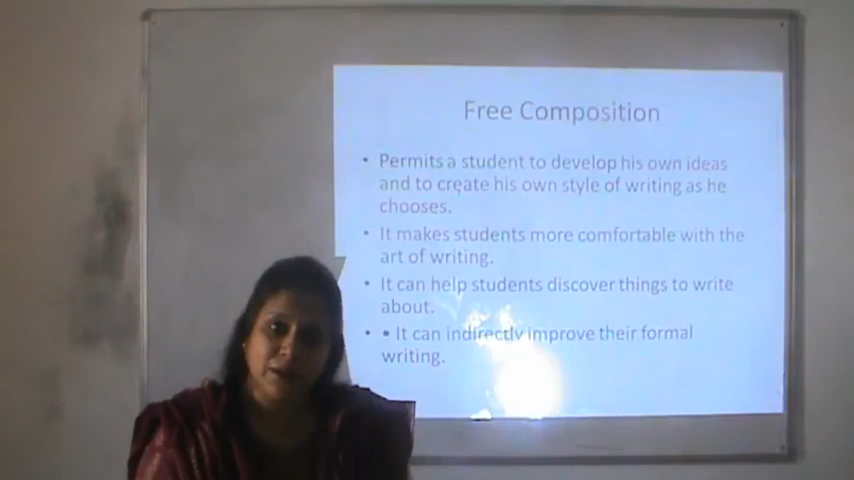 Free Composition
• Permits a student to develop his own ideas
and to create his own style of writing as he
chooses.
• It makes students more comfortable with the
art of writing.
• It can help students discover things to write
about.
• • It can indirectly improve their formal
writing.